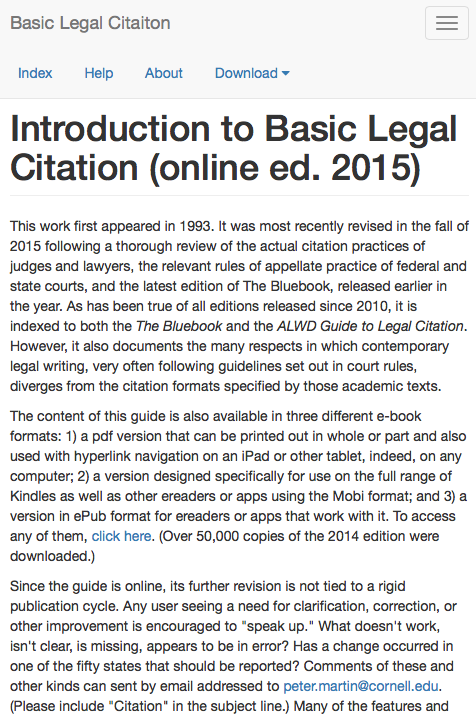 Basic Legal Citaiton
Index Help About Download
Introduction to Basic Legal
Citation (online ed. 2015)
This work first appeared in 1993. It was most recently revised in the fall of
2015 following a thorough review of the actual citation practices of
judges and lawyers, the relevant rules of appellate practice of federal and
state courts, and the latest edition of The Bluebook, released earlier in
the year. As has been true of all editions released since 2010, it is
indexed to both the The Bluebook and the ALWD Guide to Legal Citation.
However, it also documents the many respects in which contemporary
legal writing, very often following guidelines set out in court rules,
diverges from the citation formats specified by those academic texts.
The content of this guide is also available in three different e-book
formats: 1) a pdf version that can be printed out in whole or part and also
used with hyperlink navigation on an iPad or other tablet, indeed, on any
computer; 2) a version designed specifically for use on the full range of
Kindles as well as other ereaders or apps using the Mobi format; and 3) a
version in ePub format for ereaders or apps that work with it. To access
any of them, click here. (Over 50,000 copies of the 2014 edition were
downloaded.)
Since the guide is online, its further revision is not tied to a rigid
publication cycle. Any user seeing a need for clarification, correction, or
other improvement is encouraged to "speak up." What doesn't work,
isn't clear, is missing, appears to be in error? Has a change occurred in
one of the fifty states that should be reported? Comments of these and
other kinds can sent by email addressed to peter.martin@cornell.edu.
(Please include "Citation" in the subject line.) Many of the features and